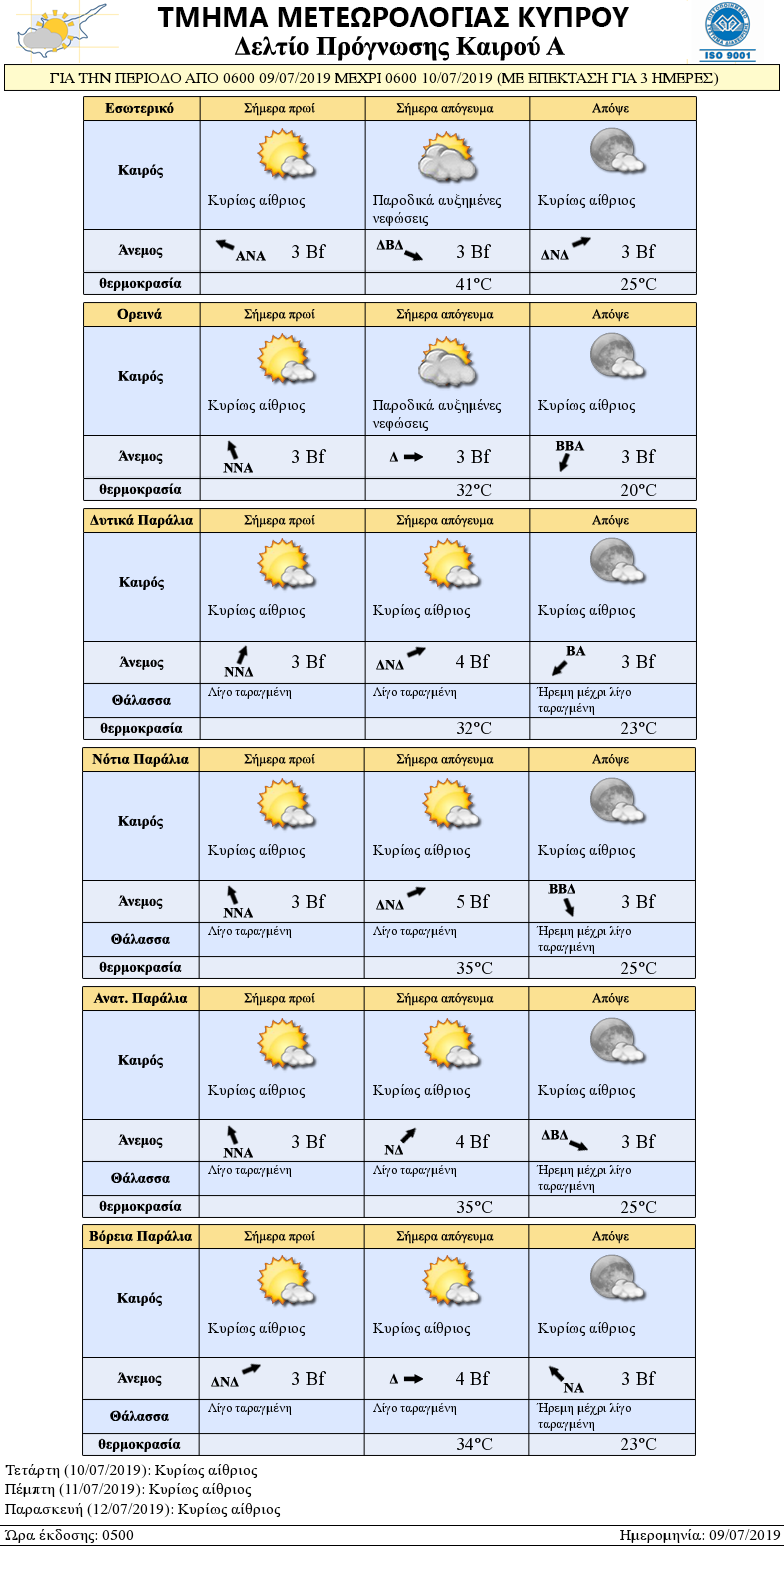 ΤΜΗΜΑ ΜΕΤΕΩΡΟΛΟΓΙΑΣ ΚΥΠΡΟΥ
Δελτίο Πρόγνωσης Καιρού Α
ISO 9001
ΓΙΑ ΤΗΝ ΠΕΡΙΟΔΟ ΑΠΟ 0600 09/07/2019 ΜΕΧΡΙ 0600 10/07/2019 (ΜΕ ΕΠΕΚΤΑΣΗ ΓΙΑ 3 ΗΜΕΡΕΣ)
Εσωτερικό Σήμερα πρωί Σήμερα απόγευμα Απόψε
Καιρός
Κυρίως αίθριος Παροδικά αυξημένες Κυρίως αίθριος
νεφώσεις
Άνεμος ΑΝΑ 3 Bf ΔΒΔ 3 Bf ΔΝΔ 3 Bf
θερμοκρασία 41°C 25°C
Ορεινά Σήμερα πρωί Σήμερα απόγευμα Απόψε
Καιρός
Κυρίως αίθριος Παροδικά αυξημένες Κυρίως αίθριος
νεφώσεις
Άνεμος ΝΝΑ 3 Bf Δ 3 Bf ΒΒΑ 3 Bf
θερμοκρασία 32°C 20°C
Δυτικά Παράλια Σήμερα πρωί Σήμερα απόγευμα Απόψε
Καιρός
Κυρίως αίθριος Κυρίως αίθριος Κυρίως αίθριος
Άνεμος ΝΝΔ 3 Bf ΔΝΔ 4 Bf ΒΑ 3 Bf
Θάλασσα Λίγο ταραγμένη Λίγο ταραγμένη Ήρεμη μέχρι λίγο
ταραγμένη
θερμοκρασία 32°C 23°C
Νότια Παράλια Σήμερα πρωί Σήμερα απόγευμα Απόψε
Καιρός
Κυρίως αίθριος Κυρίως αίθριος Κυρίως αίθριος
Άνεμος ΝΝΑ 3 Bf ΔΝΔ 5 Bf ΒΒΔ 3 Bf
Θάλασσα Λίγο ταραγμένη Λίγο ταραγμένη Ήρεμη μέχρι λίγο
ταραγμένη
θερμοκρασία 35°C 25°C
Ανατ. Παράλια Σήμερα πρωί Σήμερα απόγευμα Απόψε
Καιρός
Κυρίως αίθριος Κυρίως αίθριος Κυρίως αίθριος
Άνεμος ΝΝΑ 3 Bf ΝΔ 4 Bf ΔΒΔ 3 Bf
Θάλασσα Λίγο ταραγμένη Λίγο ταραγμένη Ήρεμη μέχρι λίγο
ταραγμένη
θερμοκρασία 35°C 25°C
Βόρεια Παράλια Σήμερα πρωί Σήμερα απόγευμα Απόψε
Καιρός
Κυρίως αίθριος Κυρίως αίθριος Κυρίως αίθριος
Άνεμος ΔΝΔ 3 Bf Δ 4 Bf ΝΑ 3 Bf
Θάλασσα Λίγο ταραγμένη Λίγο ταραγμένη Ήρεμη μέχρι λίγο
ταραγμένη
θερμοκρασία 34°C 23°C
Τετάρτη (10/07/2019): Κυρίως αίθριος
Πέμπτη (11/07/2019): Κυρίως αίθριος
Παρασκευή (12/07/2019): Κυρίως αίθριος
Ώρα έκδοσης: 0500 Ημερομηνία: 09/07/2019